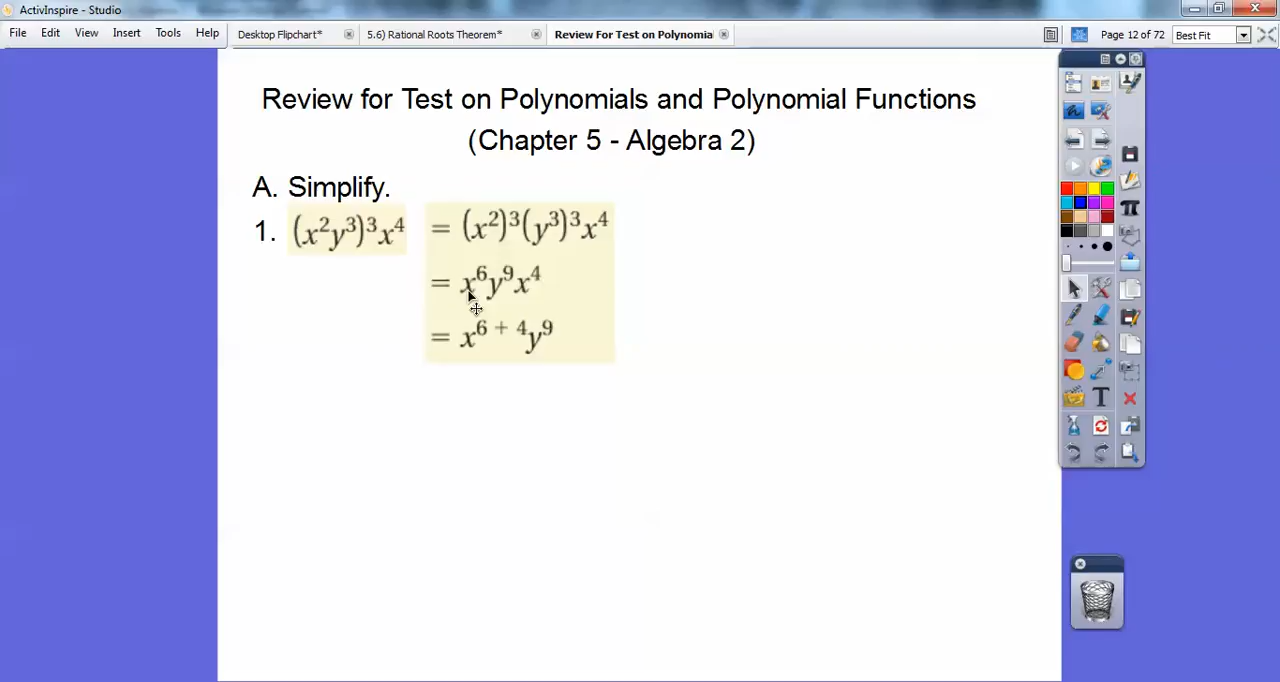 ActivInspire - Studio
File Edit View Insert Tools Help Desktop Flipchart* 5.6) Rational Roots Theorem* Review For Test on Polynomia Page 12 of 72 Best Fit
Review for Test on Polynomials and Polynomial Functions
(Chapter 5 - Algebra 2)
A. Simplify.
1. (x²y³)³x⁴ = (x²)³(y³)³x⁴
= x⁶y⁹x⁴
= x⁶ ⁺ ⁴y⁹